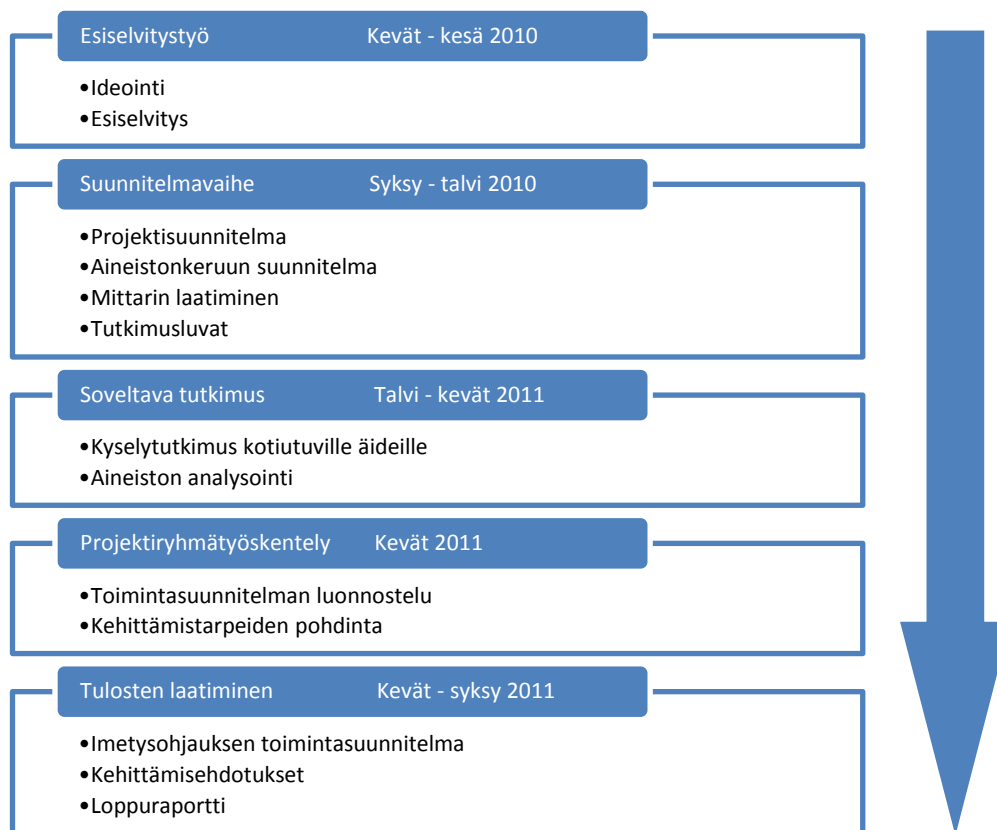 Esiselvitystyö Kevät - kesä 2010
•Ideointi
•Esiselvitys
Suunnitelmavaihe Syksy - talvi 2010
•Projektisuunnitelma
•Aineistonkeruun suunnitelma
•Mittarin laatiminen
•Tutkimusluvat
Soveltava tutkimus Talvi - kevät 2011
•Kyselytutkimus kotiutuville äideille
•Aineiston analysointi
Projektiryhmätyöskentely Kevät 2011
•Toimintasuunnitelman luonnostelu
•Kehittämistarpeiden pohdinta
Tulosten laatiminen Kevät - syksy 2011
•Imetysohjauksen toimintasuunnitelma
•Kehittämisehdotukset
•Loppuraportti